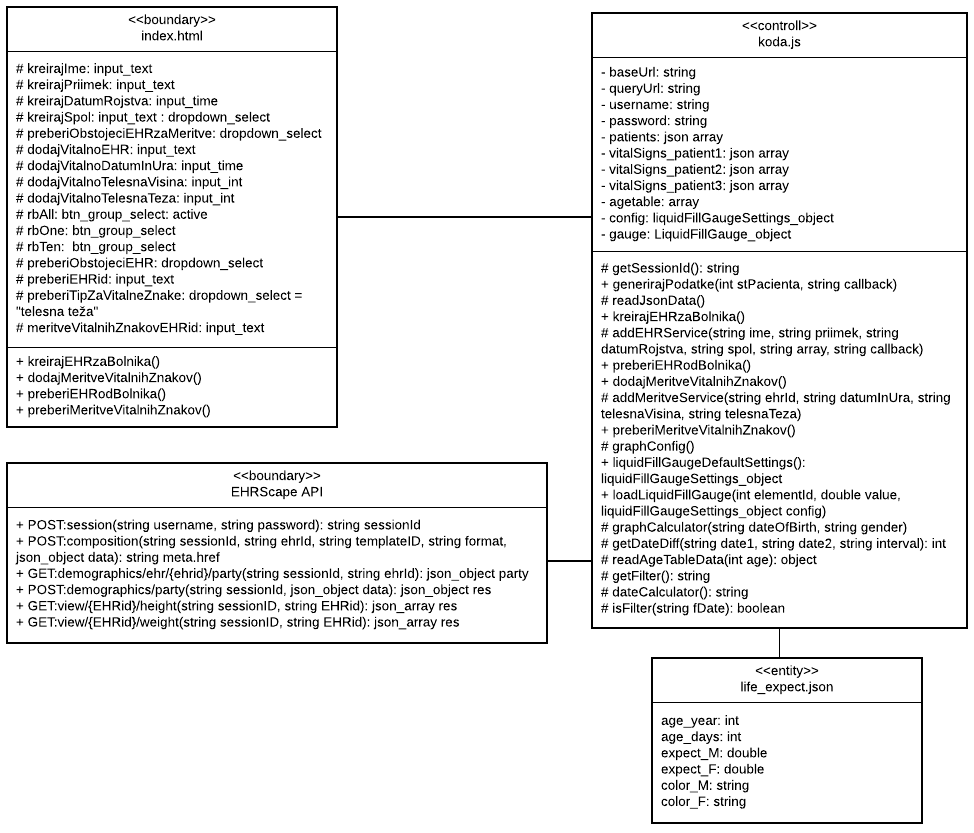 <<boundary>>
index.html
# kreirajIme: input_text
# kreirajPriimek: input_text
# kreirajDatumRojstva: input_time
# kreirajSpol: input_text : dropdown_select
# preberiObstojeciEHRzaMeritve: dropdown_select
# dodajVitalnoEHR: input_text
# dodajVitalnoDatumInUra: input_time
# dodajVitalnoTelesnaVisina: input_int
# dodajVitalnoTelesnaTeza: input_int
# rbAll: btn_group_select: active
# rbOne: btn_group_select
# rbTen:  btn_group_select
# preberiObstojeciEHR: dropdown_select
# preberiEHRid: input_text
# preberiTipZaVitalneZnake: dropdown_select =
"telesna teža"
# meritveVitalnihZnakovEHRid: input_text
+ kreirajEHRzaBolnika()
+ dodajMeritveVitalnihZnakov()
+ preberiEHRodBolnika()
+ preberiMeritveVitalnihZnakov()
<<controll>>
koda.js
- baseUrl: string
- queryUrl: string
- username: string
- password: string
- patients: json array
- vitalSigns_patient1: json array
- vitalSigns_patient2: json array
- vitalSigns_patient3: json array
- agetable: array
- config: liquidFillGaugeSettings_object
- gauge: LiquidFillGauge_object
# getSessionId(): string
+ generirajPodatke(int stPacienta, string callback)
# readJsonData()
+ kreirajEHRzaBolnika()
# addEHRService(string ime, string priimek, string
datumRojstva, string spol, string array, string callback)
+ preberiEHRodBolnika()
+ dodajMeritveVitalnihZnakov()
# addMeritveService(string ehrId, string datumInUra, string
telesnaVisina, string telesnaTeza)
+ preberiMeritveVitalnihZnakov()
# graphConfig()
+ liquidFillGaugeDefaultSettings():
liquidFillGaugeSettings_object
+ loadLiquidFillGauge(int elementId, double value,
liquidFillGaugeSettings_object config)
# graphCalculator(string dateOfBirth, string gender)
# getDateDiff(string date1, string date2, string interval): int
# readAgeTableData(int age): object
# getFilter(): string
# dateCalculator(): string
# isFilter(string fDate): boolean
<<boundary>>
EHRScape API
+ POST:session(string username, string password): string sessionId
+ POST:composition(string sessionId, string ehrId, string templateID, string format,
json_object data): string meta.href
+ GET:demographics/ehr/{ehrid}/party(string sessionId, string ehrId): json_object party
+ POST:demographics/party(string sessionId, json_object data): json_object res
+ GET:view/{EHRid}/height(string sessionID, string EHRid): json_array res
+ GET:view/{EHRid}/weight(string sessionID, string EHRid): json_array res
<<entity>>
life_expect.json
age_year: int
age_days: int
expect_M: double
expect_F: double
color_M: string
color_F: string